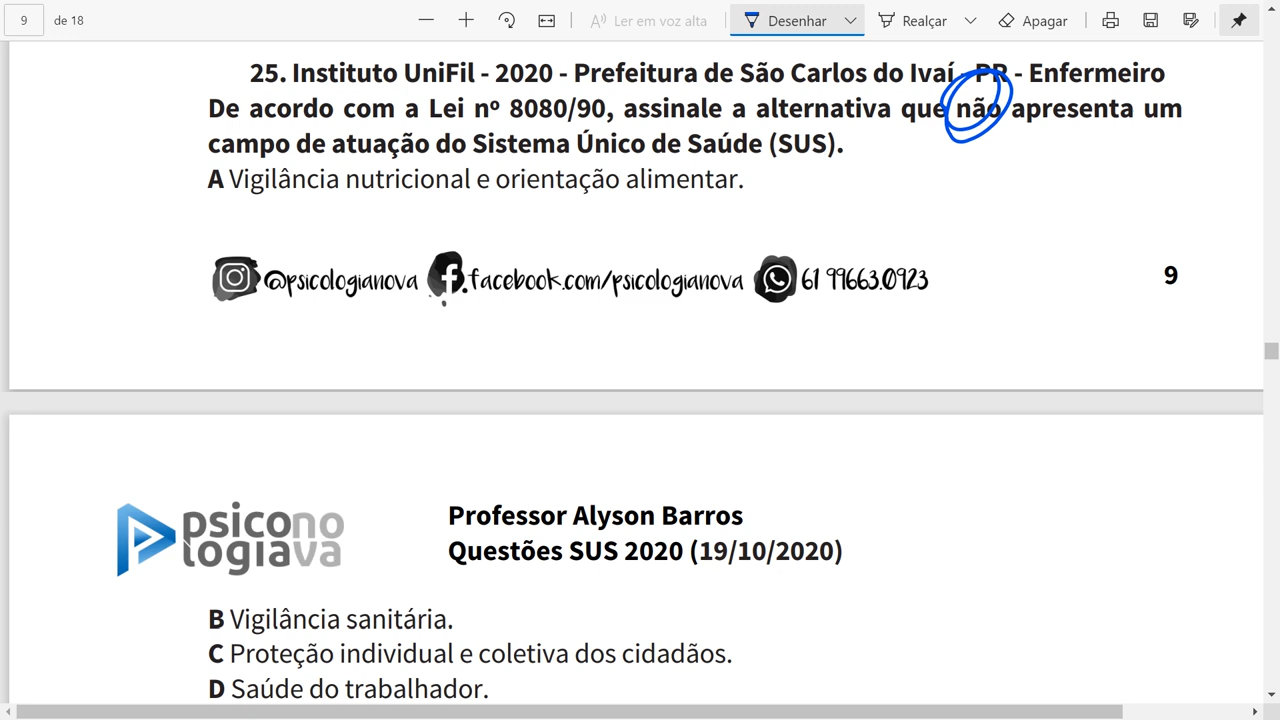 9 de 18 Ler em voz alta Desenhar Realçar Apagar
25. Instituto UniFil - 2020 - Prefeitura de São Carlos do Ivaí - PR - Enfermeiro
De acordo com a Lei nº 8080/90, assinale a alternativa que não apresenta um
campo de atuação do Sistema Único de Saúde (SUS).
A Vigilância nutricional e orientação alimentar.
@psicologianova facebook.com/psicologianova 61 99663.0923 9
psicono
logiava
Professor Alyson Barros
Questões SUS 2020 (19/10/2020)
B Vigilância sanitária.
C Proteção individual e coletiva dos cidadãos.
D Saúde do trabalhador.